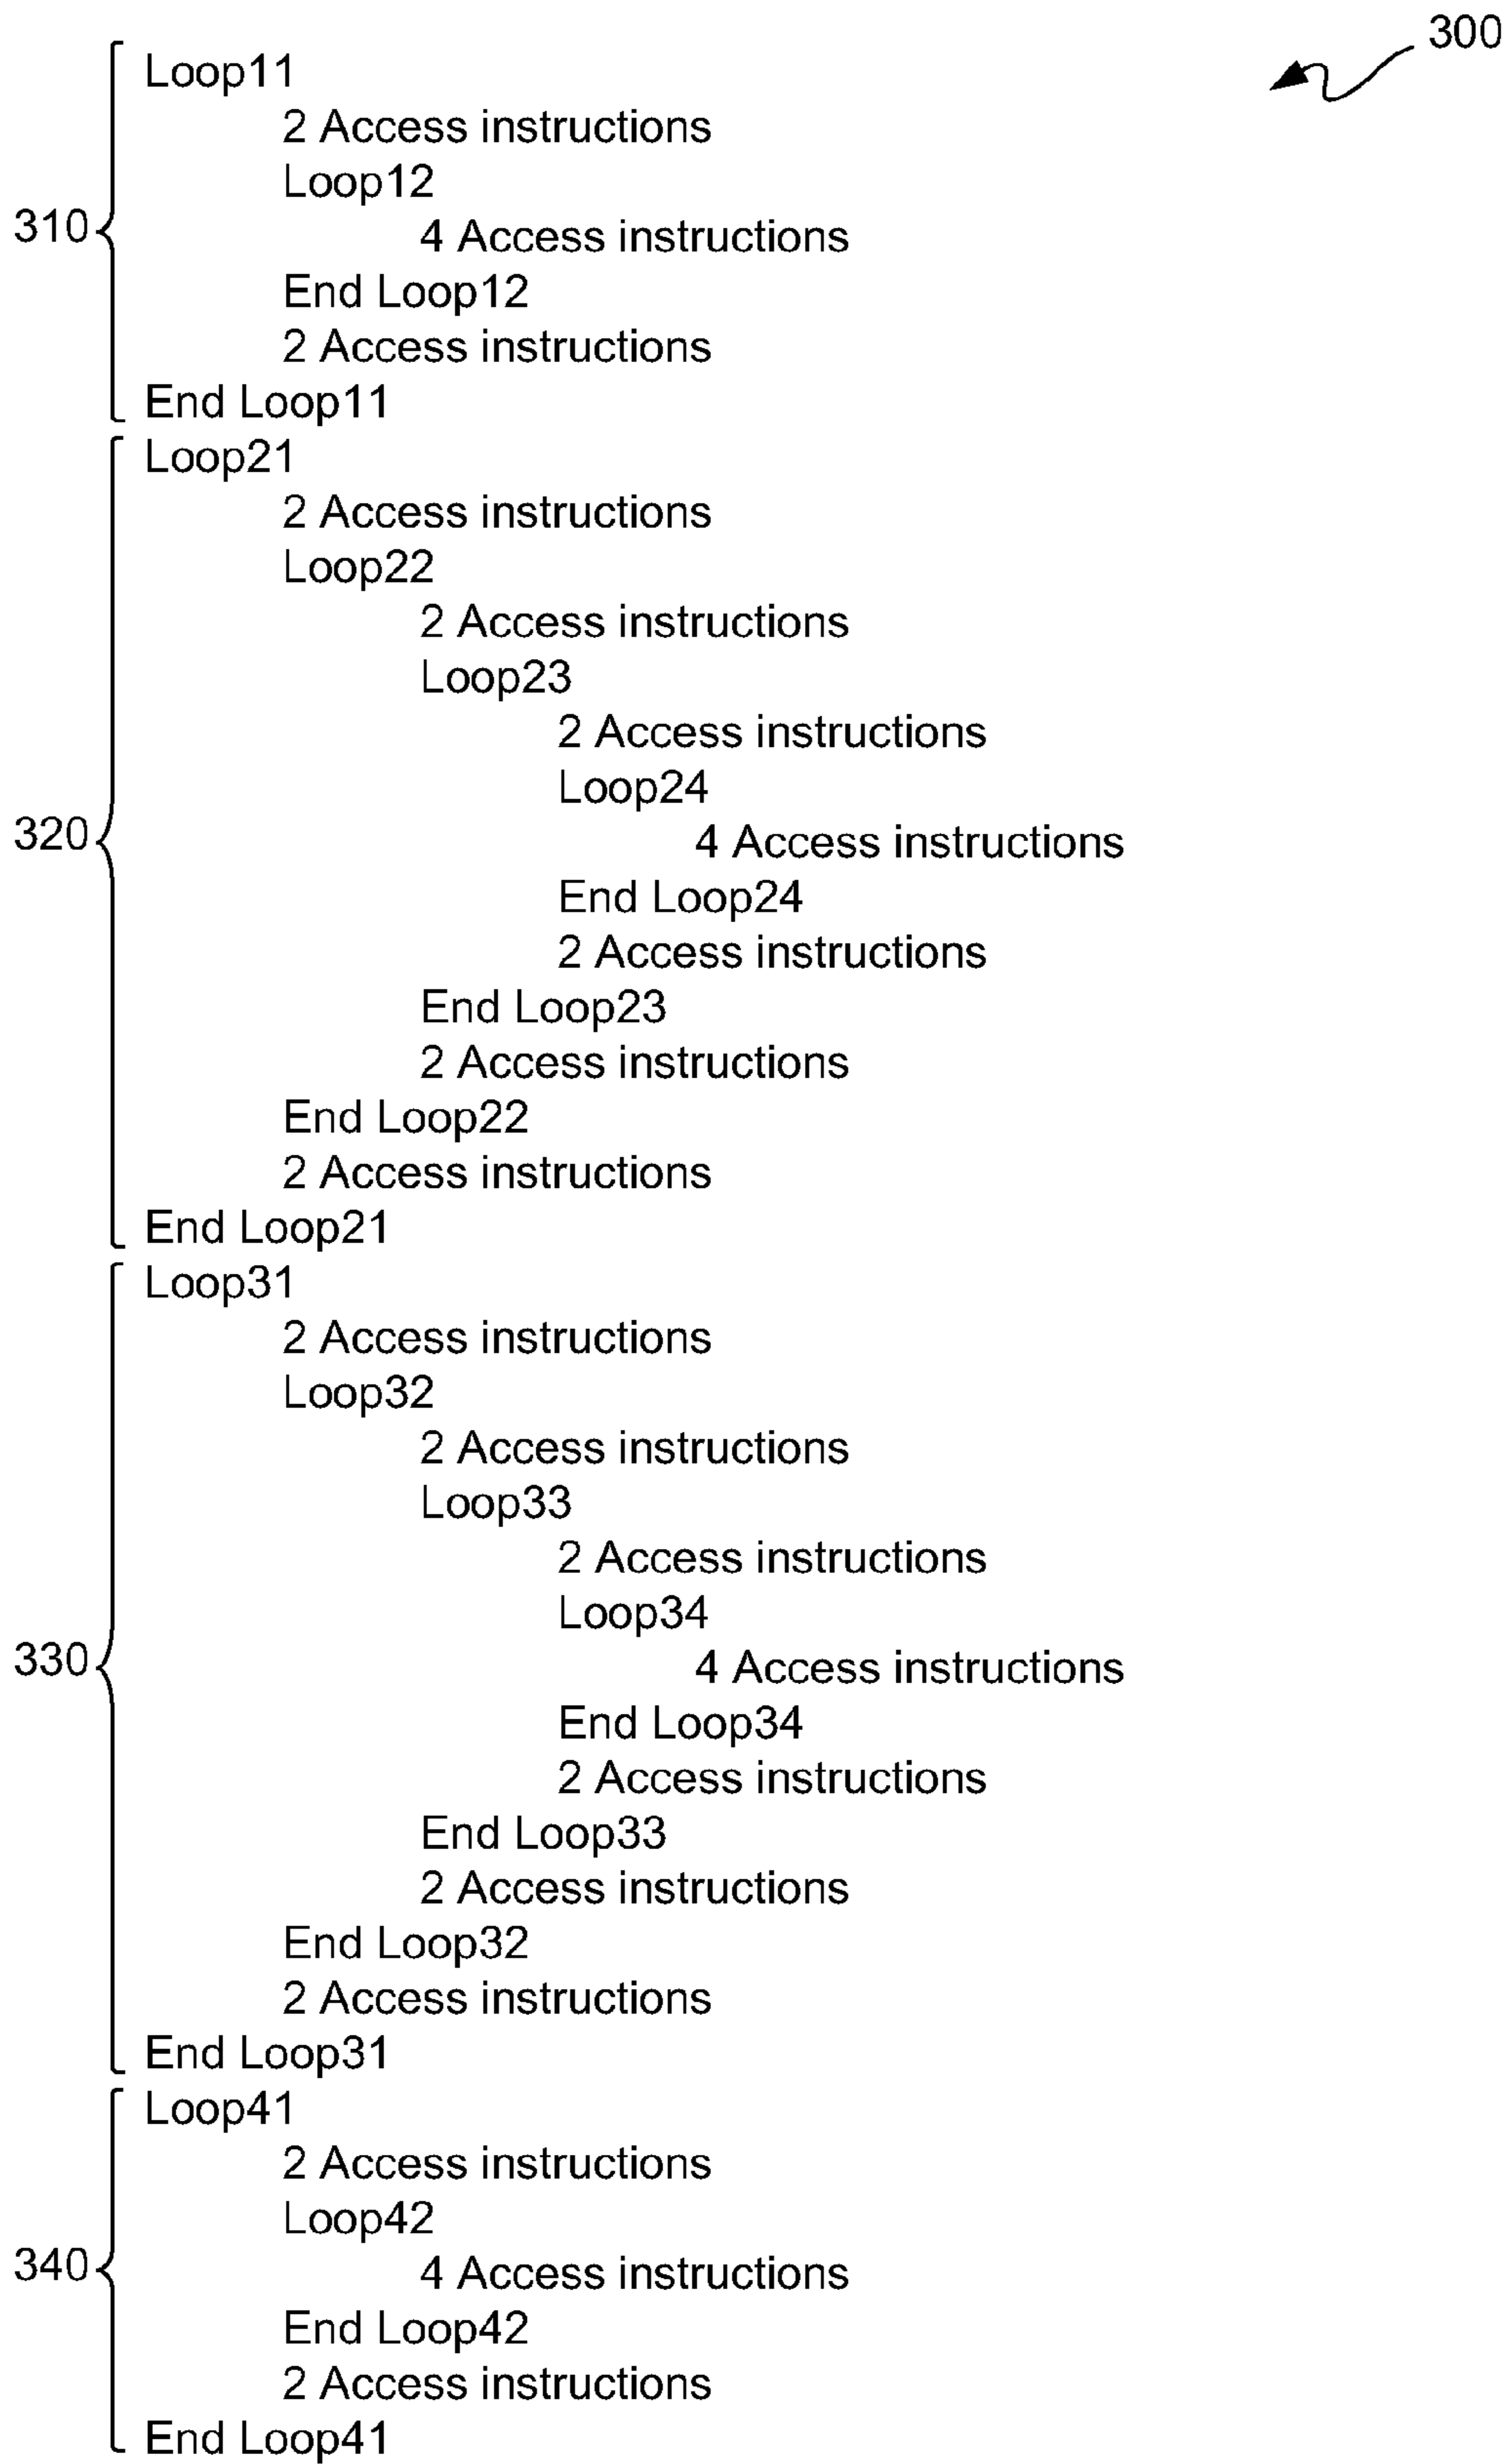 300
Loop11
2 Access instructions
Loop12
310
4 Access instructions
End Loop12
2 Access instructions
End Loop11
Loop21
2 Access instructions
Loop22
2 Access instructions
Loop23
2 Access instructions
Loop24
320
4 Access instructions
End Loop24
2 Access instructions
End Loop23
2 Access instructions
End Loop22
2 Access instructions
End Loop21
Loop31
2 Access instructions
Loop32
2 Access instructions
Loop33
2 Access instructions
Loop34
330
4 Access instructions
End Loop34
2 Access instructions
End Loop33
2 Access instructions
End Loop32
2 Access instructions
End Loop31
Loop41
2 Access instructions
Loop42
340
4 Access instructions
End Loop42
2 Access instructions
End Loop41